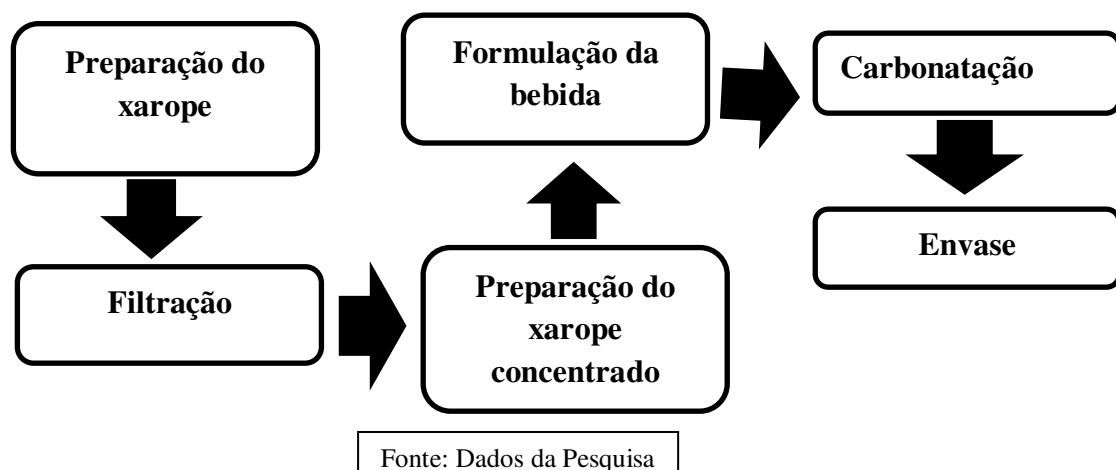 Preparação do
xarope
Filtração
Preparação do
xarope
concentrado
Formulação da
bebida
Carbonatação
Envase
Fonte: Dados da Pesquisa